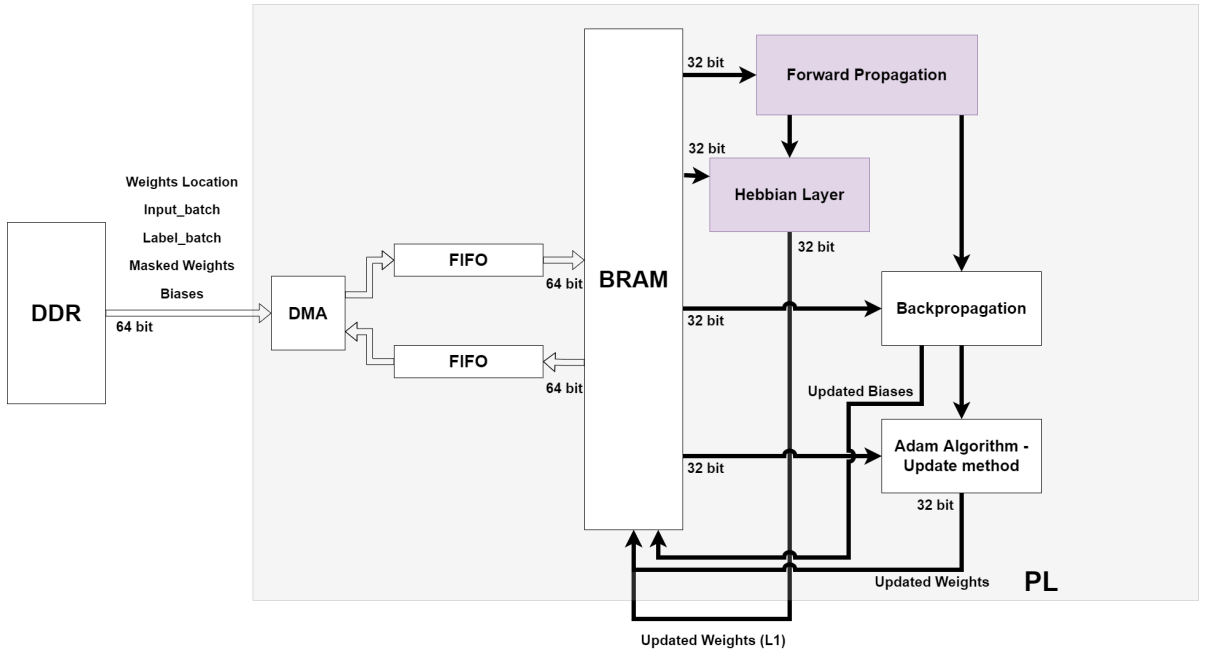 32 bit
Forward Propagation
32 bit
Hebbian Layer
32 bit
Weights Location
Input_batch
Label_batch
Masked Weights
Biases
64 bit
DDR
DMA
FIFO
64 bit
FIFO
64 bit
BRAM
32 bit
Backpropagation
Updated Biases
32 bit
Adam Algorithm -
Update method
32 bit
Updated Weights
PL
Updated Weights (L1)